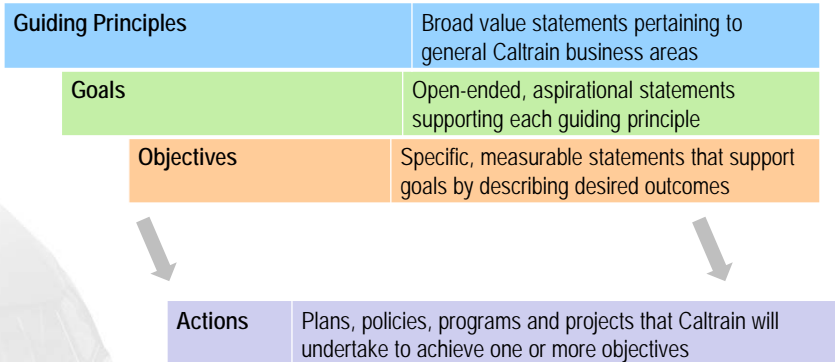 Guiding Principles
Broad value statements pertaining to
general Caltrain business areas
Goals
Open-ended, aspirational statements
supporting each guiding principle
Objectives
Specific, measurable statements that support
goals by describing desired outcomes
Actions
Plans, policies, programs and projects that Caltrain will
undertake to achieve one or more objectives